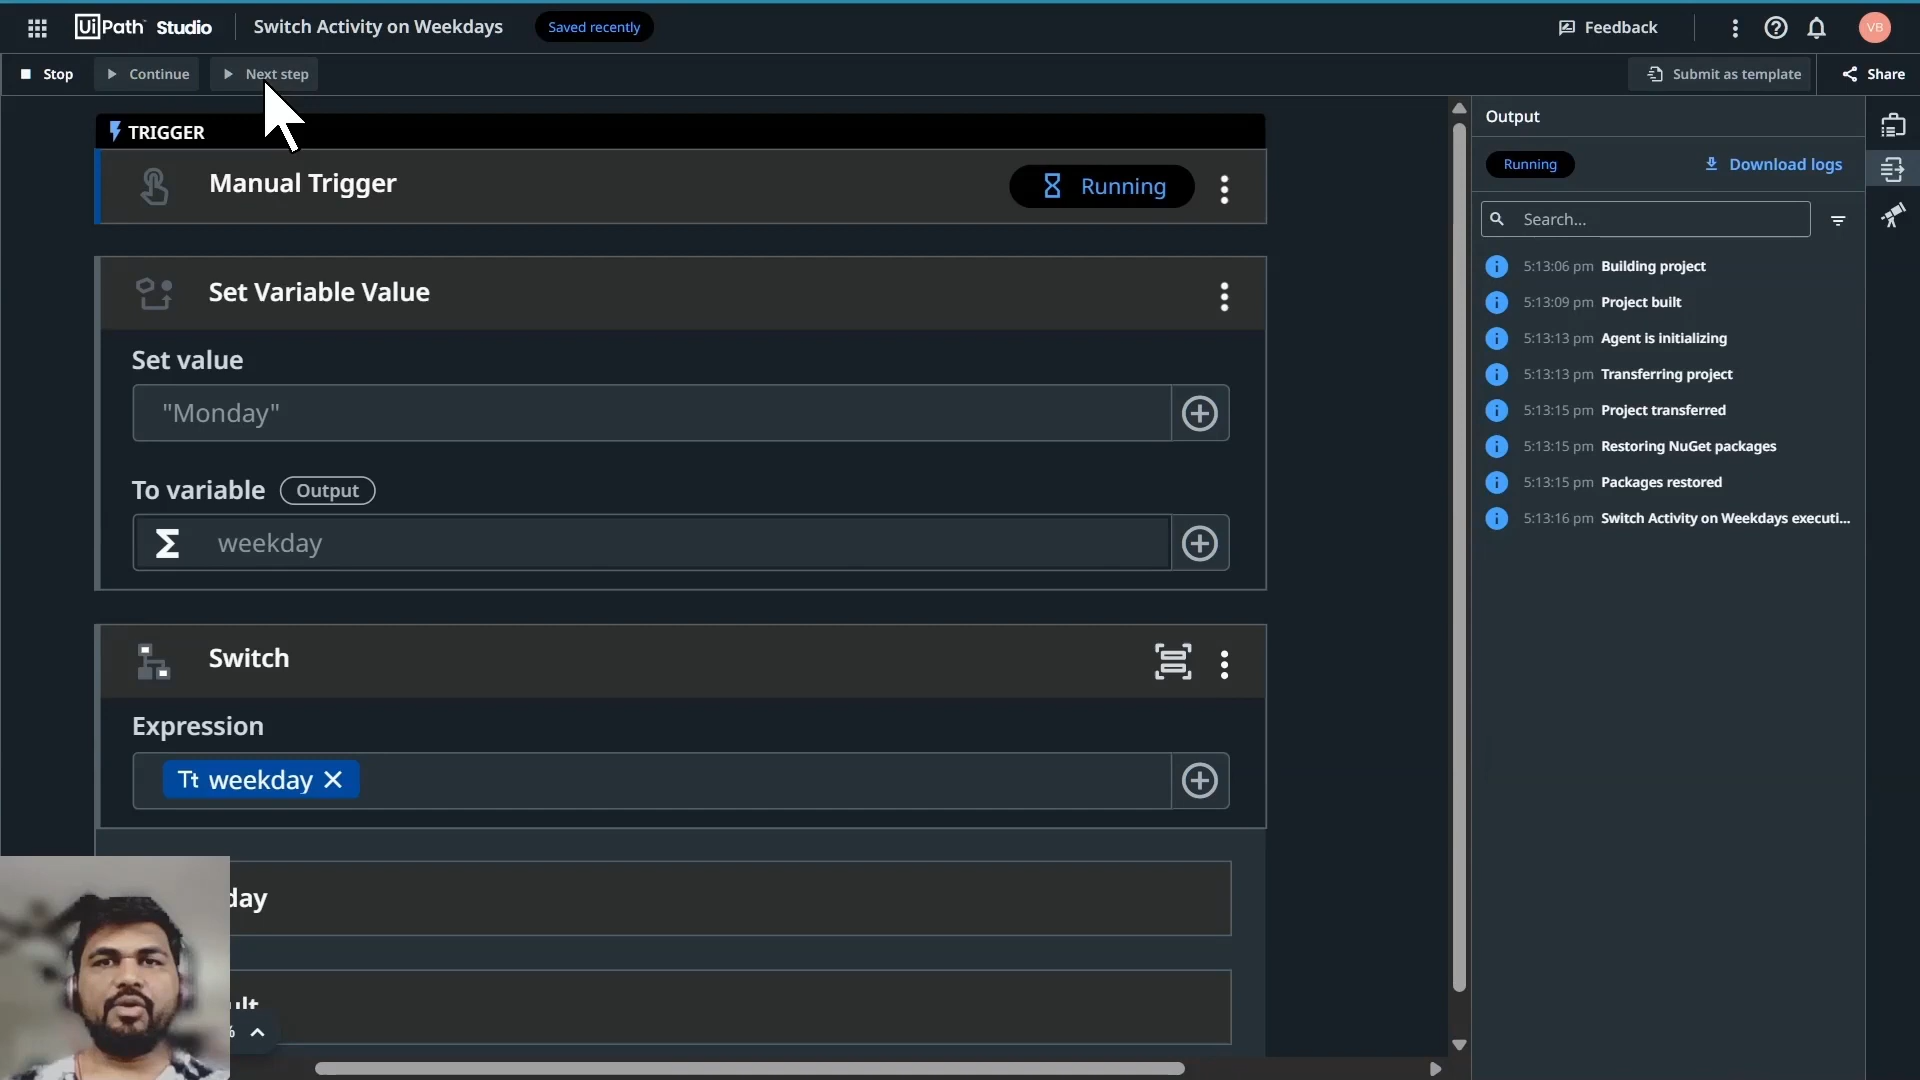 UiPath Studio
Switch Activity on Weekdays
Saved recently
Feedback
VB
Stop
Continue
Next step
Submit as template
Share
TRIGGER
Manual Trigger
Running
Set Variable Value
Set value
"Monday"
To variable
Output
weekday
Switch
Expression
Tt weekday
day
ult
%
Output
Running
Download logs
Search...
5:13:06 pm Building project
5:13:09 pm Project built
5:13:13 pm Agent is initializing
5:13:13 pm Transferring project
5:13:15 pm Project transferred
5:13:15 pm Restoring NuGet packages
5:13:15 pm Packages restored
5:13:16 pm Switch Activity on Weekdays executi...